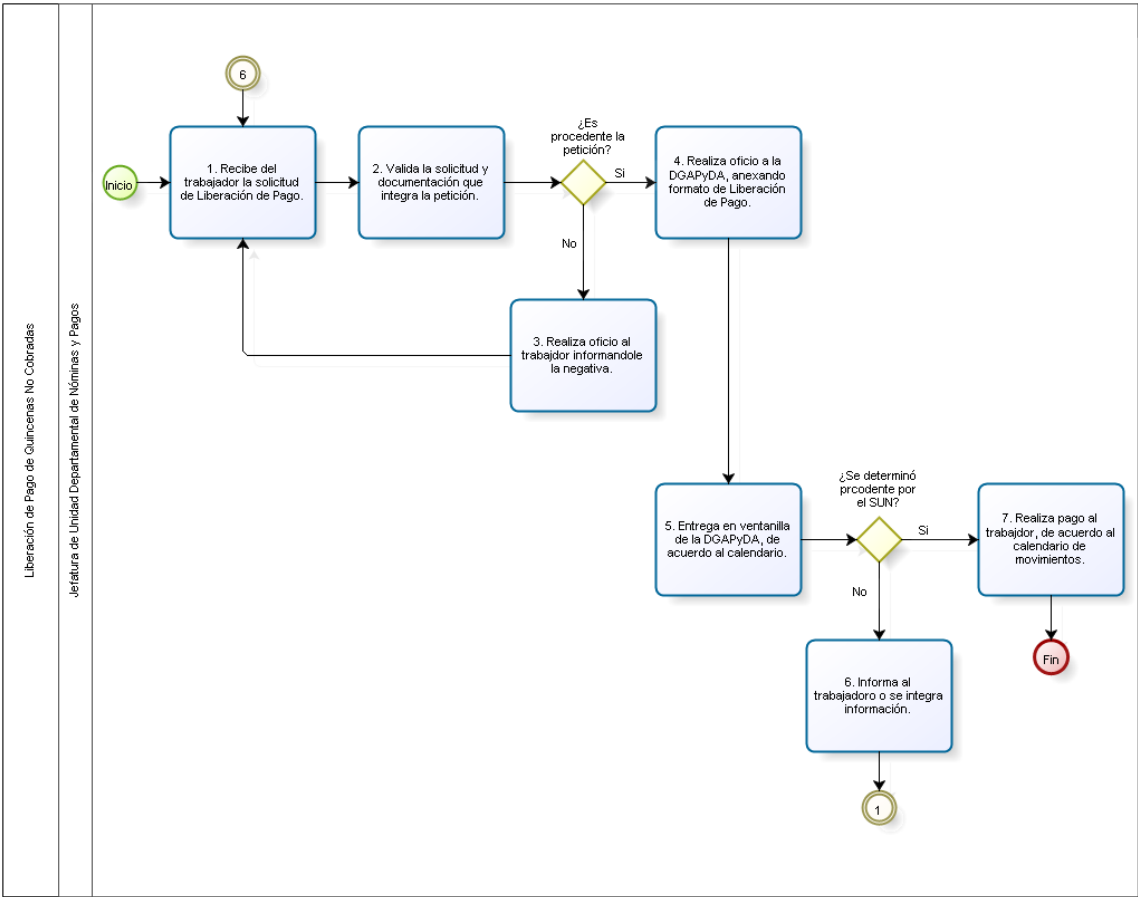 Liberación de Pago de Quincenas No Cobradas
Jefatura de Unidad Departamental de Nóminas y Pagos
6
Inicio
1. Recibe del
trabajador la solicitud
de Liberación de Pago.
2. Valida la solicitud y
documentación que
integra la petición.
¿Es
procedente la
petición?
Si
No
4. Realiza oficio a la
DGAPyDA, anexando
formato de Liberación
de Pago.
3. Realiza oficio al
trabajdor informandole
la negativa.
5. Entrega en ventanilla
de la DGAPyDA, de
acuerdo al calendario.
¿Se determinó
prcodente por
el SUN?
Si
No
7. Realiza pago al
trabajdor, de acuerdo al
calendario de
movimientos.
Fin
6. Informa al
trabajadoro o se integra
información.
1